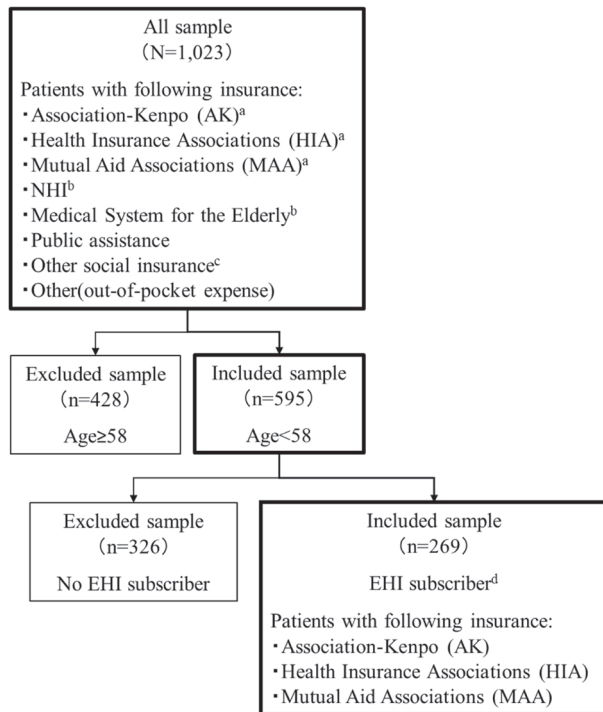 All sample
(N=1,023)
Patients with following insurance:
・Association-Kenpo (AK)ᵃ
・Health Insurance Associations (HIA)ᵃ
・Mutual Aid Associations (MAA)ᵃ
・NHIᵇ
・Medical System for the Elderlyᵇ
・Public assistance
・Other social insuranceᶜ
・Other(out-of-pocket expense)
Excluded sample
(n=428)
Age≥58
Included sample
(n=595)
Age<58
Excluded sample
(n=326)
No EHI subscriber
Included sample
(n=269)
EHI subscriberᵈ
Patients with following insurance:
・Association-Kenpo (AK)
・Health Insurance Associations (HIA)
・Mutual Aid Associations (MAA)